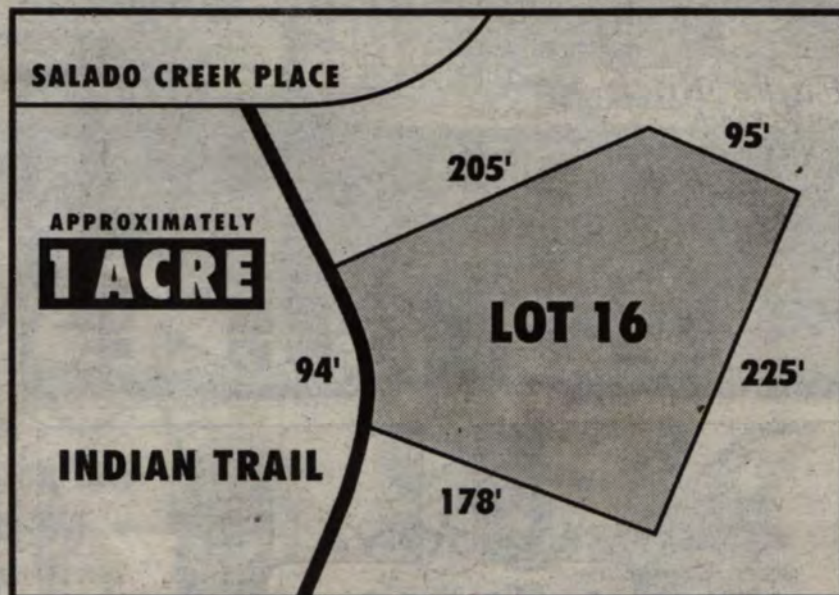 SALADO CREEK PLACE
95'
205'
APPROXIMATELY
1 ACRE
LOT 16
94'
225'
INDIAN TRAIL
178'